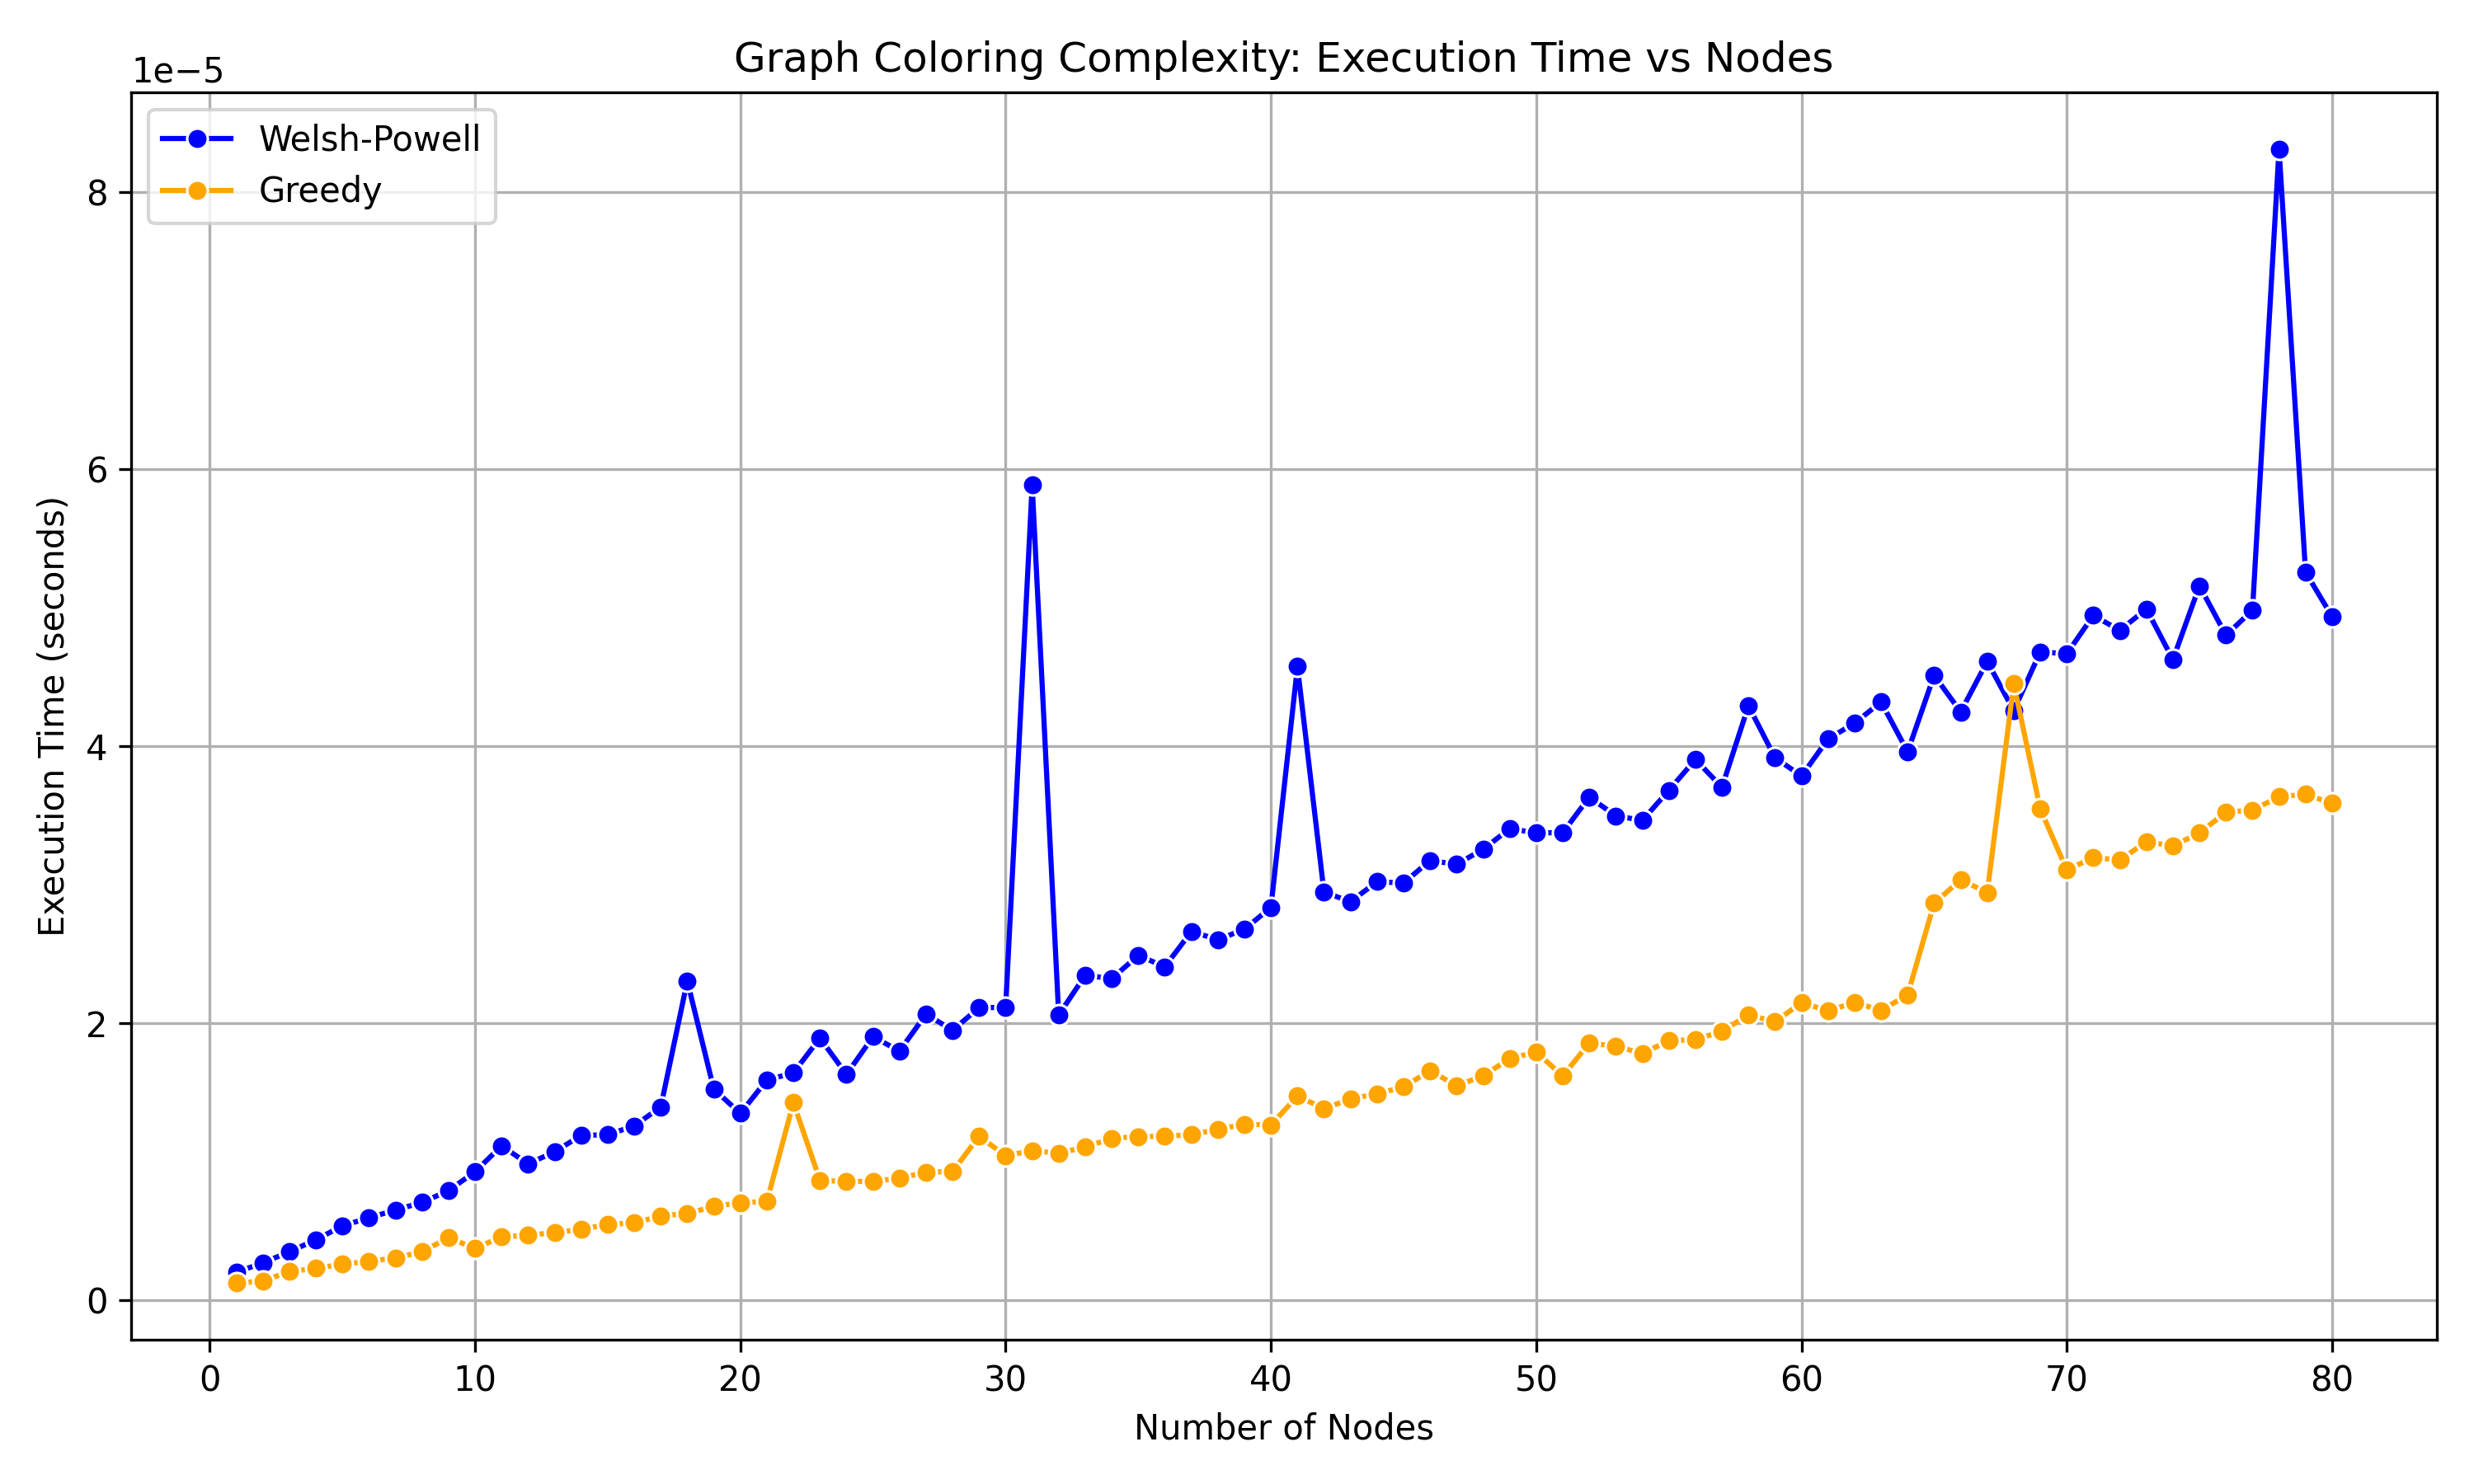 Graph Coloring Complexity: Execution Time vs Nodes
1e−5
Welsh-Powell
Greedy
8
6
4
2
0
Execution Time (seconds)
0 10 20 30 40 50 60 70 80
Number of Nodes